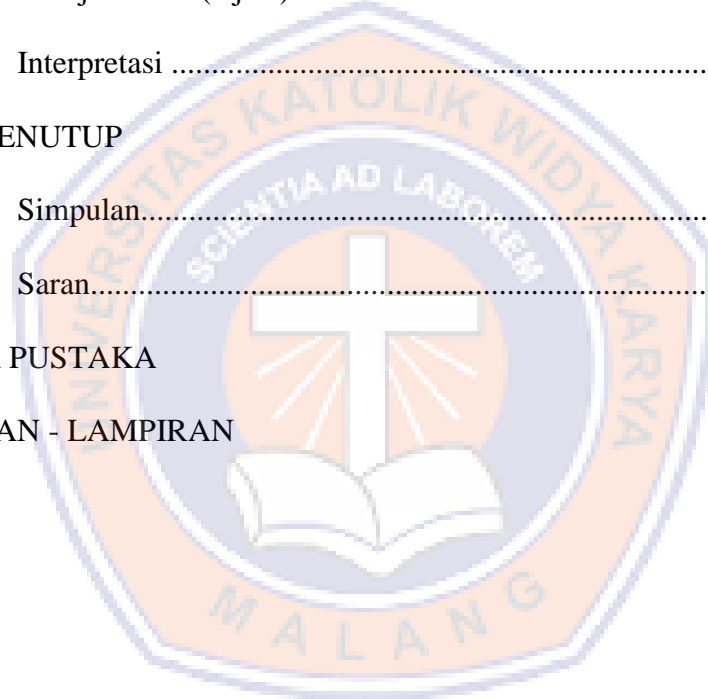 Interpretasi ....................................................................
ENUTUP
Simpulan........................................................................
Saran..............................................................................
PUSTAKA
AN - LAMPIRAN
UNIVERSITAS KATOLIK WIDYA KARYA
SCIENTIA AD LABOREM
MALANG